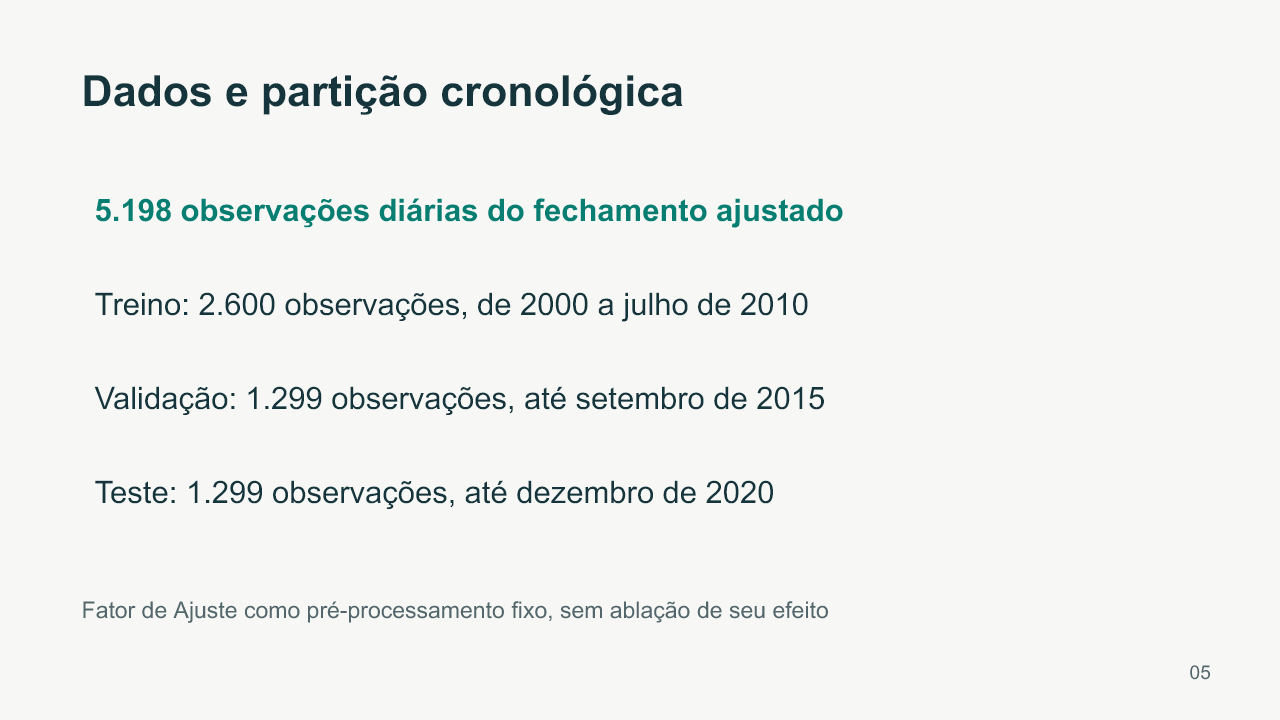 Dados e partição cronológica
5.198 observações diárias do fechamento ajustado
Treino: 2.600 observações, de 2000 a julho de 2010
Validação: 1.299 observações, até setembro de 2015
Teste: 1.299 observações, até dezembro de 2020
Fator de Ajuste como pré-processamento fixo, sem ablação de seu efeito
05